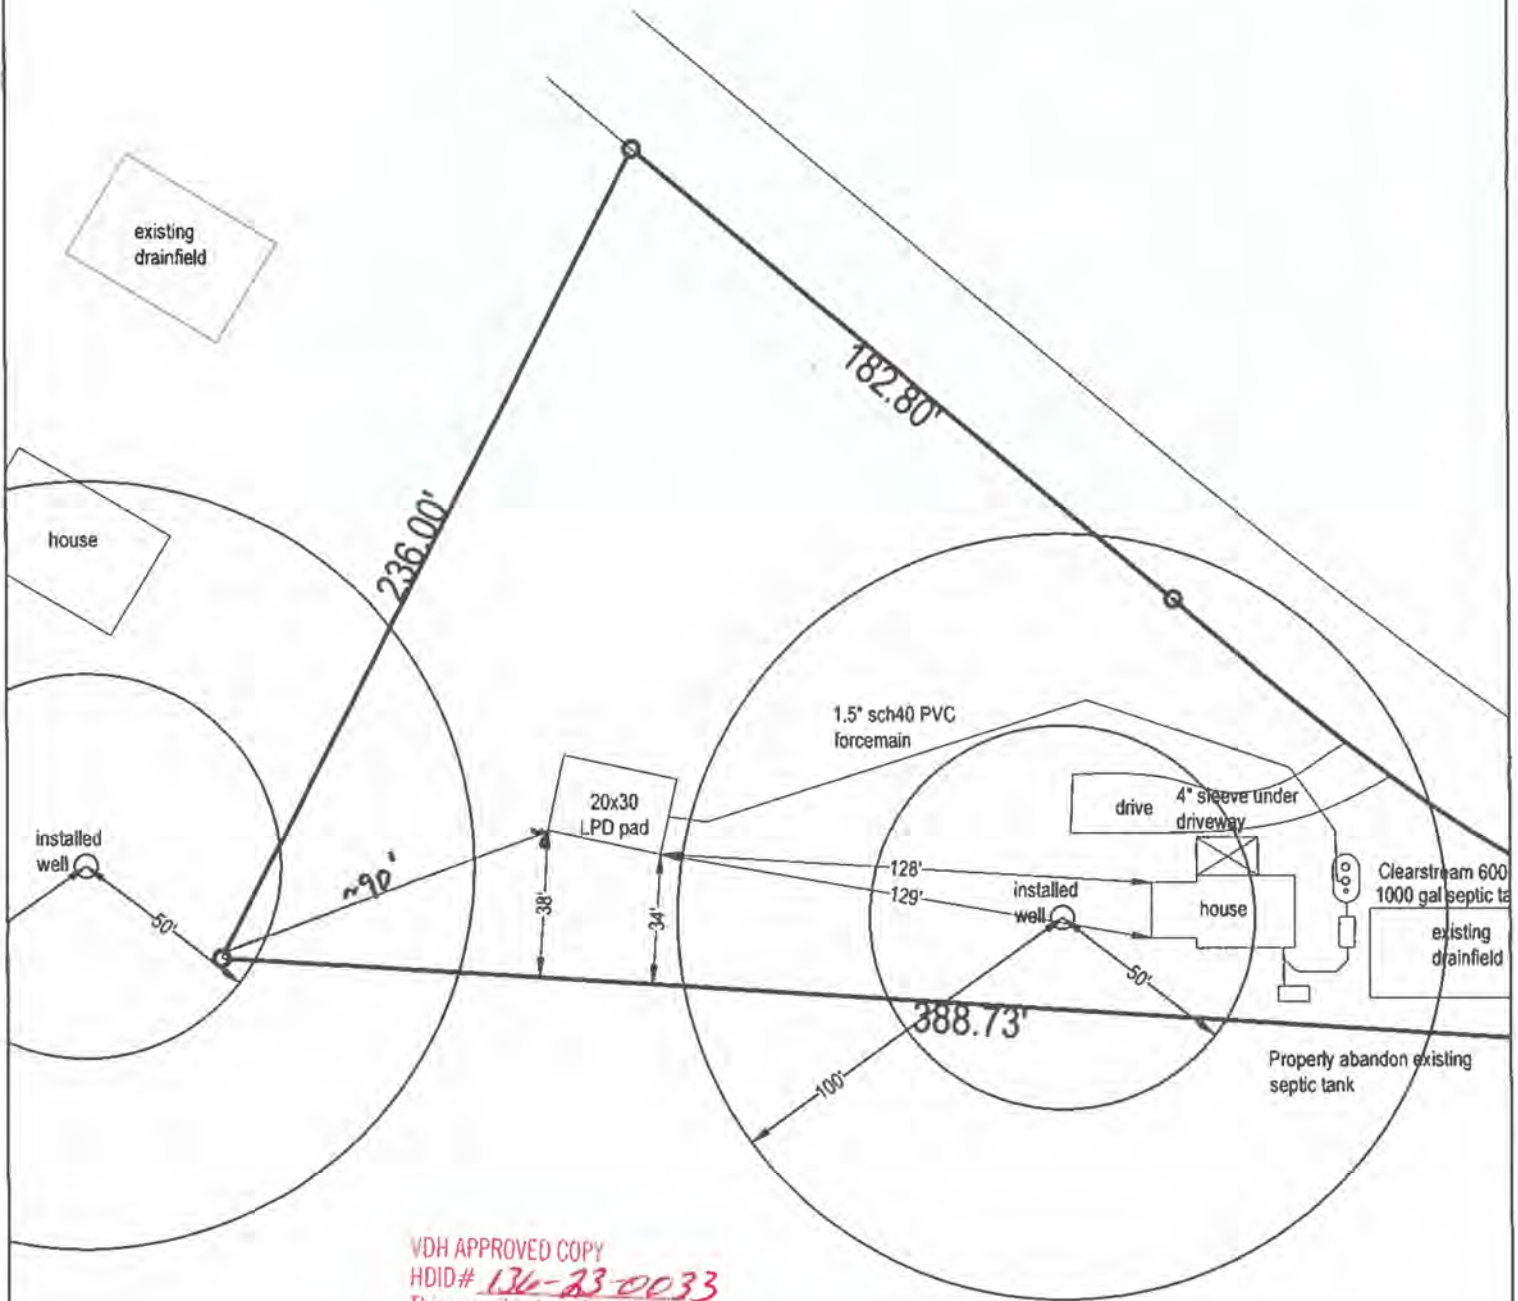 existing
drainfield
182.80'
236.00'
house
1.5" sch40 PVC
forcemain
20x30
LPD pad
drive
4" sleeve under
driveway
installed
well
~90'
128'
129'
38'
34'
50'
installed
well
house
Clearstream 600
1000 gal septic ta
existing
drainfield
50'
388.73'
100'
Properly abandon existing
septic tank
VDH APPROVED COPY
HDID# 136-23-0033